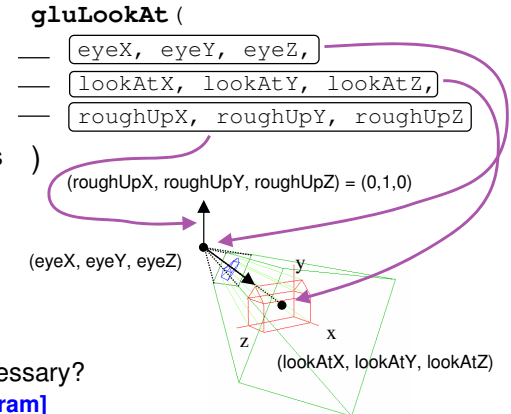 gluLookAt(
eyeX, eyeY, eyeZ,
lookAtX, lookAtY, lookAtZ,
roughUpX, roughUpY, roughUpZ
s )
(roughUpX, roughUpY, roughUpZ) = (0,1,0)
(eyeX, eyeY, eyeZ)
y
x
z
(lookAtX, lookAtY, lookAtZ)
essary?
ram]